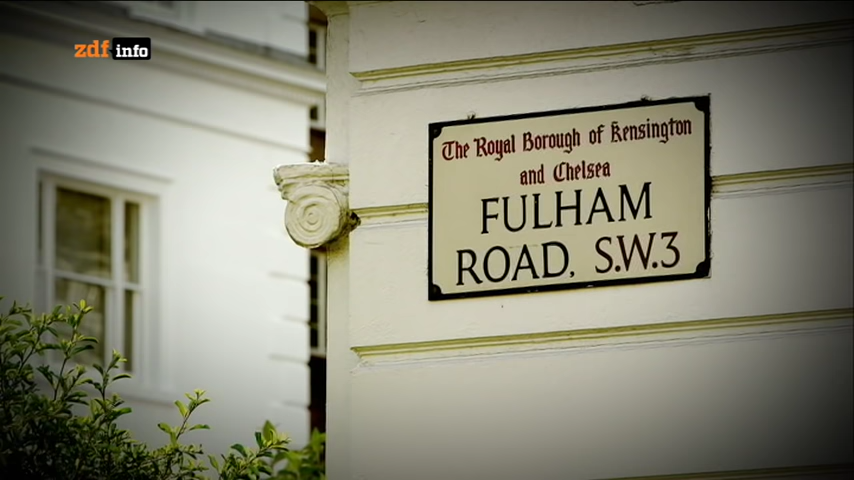 zdf info
The Royal Borough of Kensington
and Chelsea
FULHAM
ROAD, S.W.3